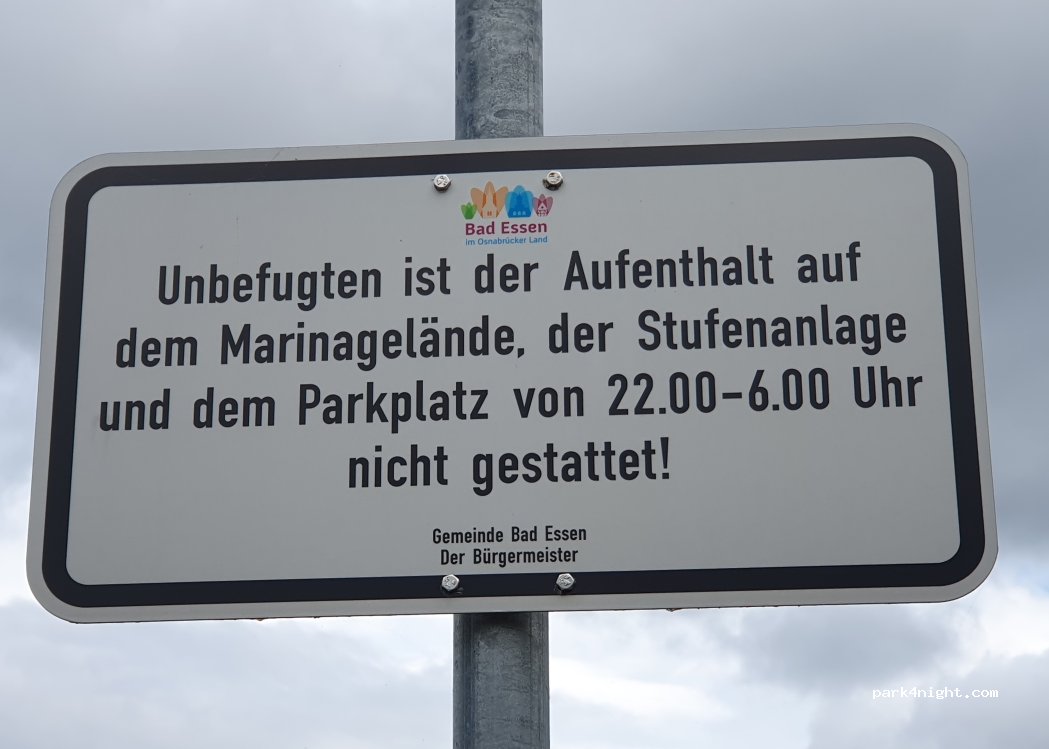 Bad Essen
im Osnabrücker Land
Unbefugten ist der Aufenthalt auf
dem Marinagelände, der Stufenanlage
und dem Parkplatz von 22.00-6.00 Uhr
nicht gestattet!
Gemeinde Bad Essen
Der Bürgermeister
park4night.com